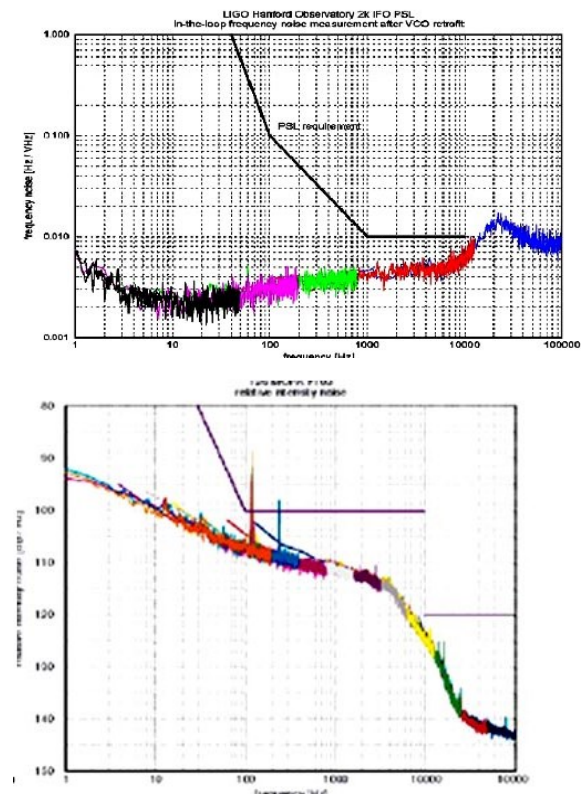 LIGO Hanford Observatory 2k IFO PSL
in-the-loop frequency noise measurement after VCO retrofit
1.000
PSL requirement
0.100
frequency noise [Hz / √Hz]
0.010
0.001
1 10 100 1000 10000 100000
frequency [Hz]
relative intensity noise
90
100
110
120
130
140
150
1 10 100 1000 10000